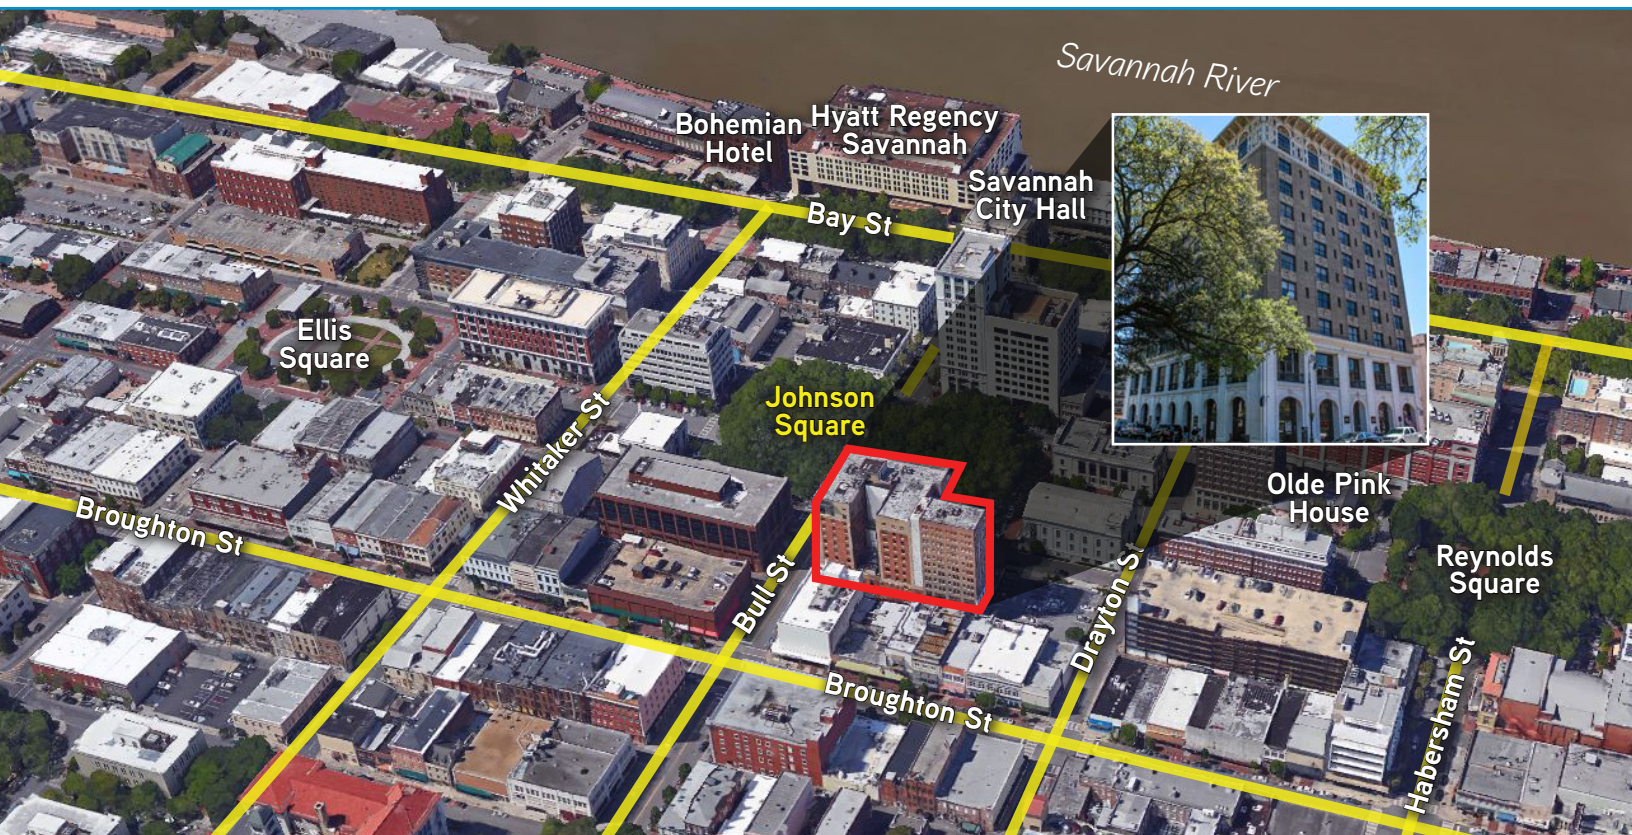 Savannah River
Bohemian
Hotel
Hyatt Regency
Savannah
Savannah
City Hall
Bay St
Ellis
Square
Johnson
Square
Whitaker St
Broughton St
Olde Pink
House
Reynolds
Square
Bull St
Drayton St
Broughton St
Habersham St